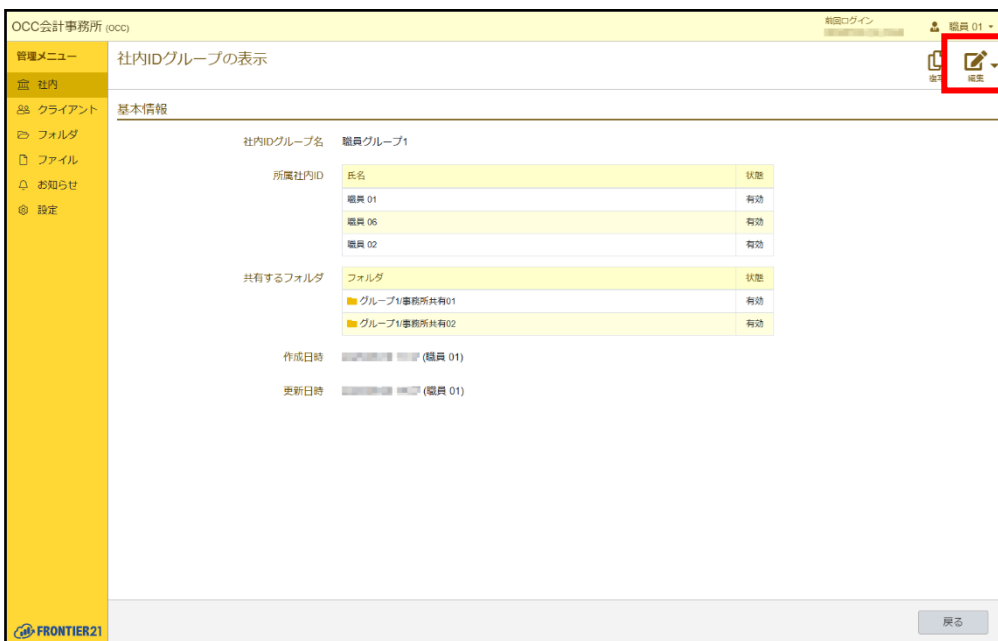 OCC会計事務所 (OCC)
前回ログイン
職員 01
管理メニュー
社内
クライアント
フォルダ
ファイル
お知らせ
設定
社内IDグループの表示
編集
基本情報
社内IDグループ名 職員グループ1
所属社内ID
氏名 状態
職員 01 有効
職員 06 有効
職員 02 有効
共有するフォルダ
フォルダ 状態
グループ1/事務所共有01 有効
グループ1/事務所共有02 有効
作成日時 (職員 01)
更新日時 (職員 01)
戻る
FRONTIER21